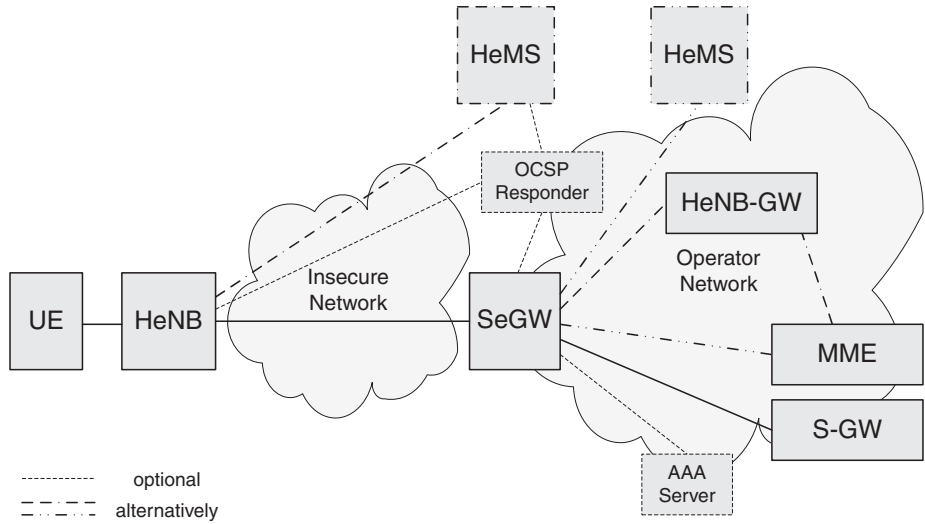 HeMS
HeMS
OCSP
Responder
HeNB-GW
Operator
Network
Insecure
Network
UE
HeNB
SeGW
MME
S-GW
AAA
Server
optional
alternatively